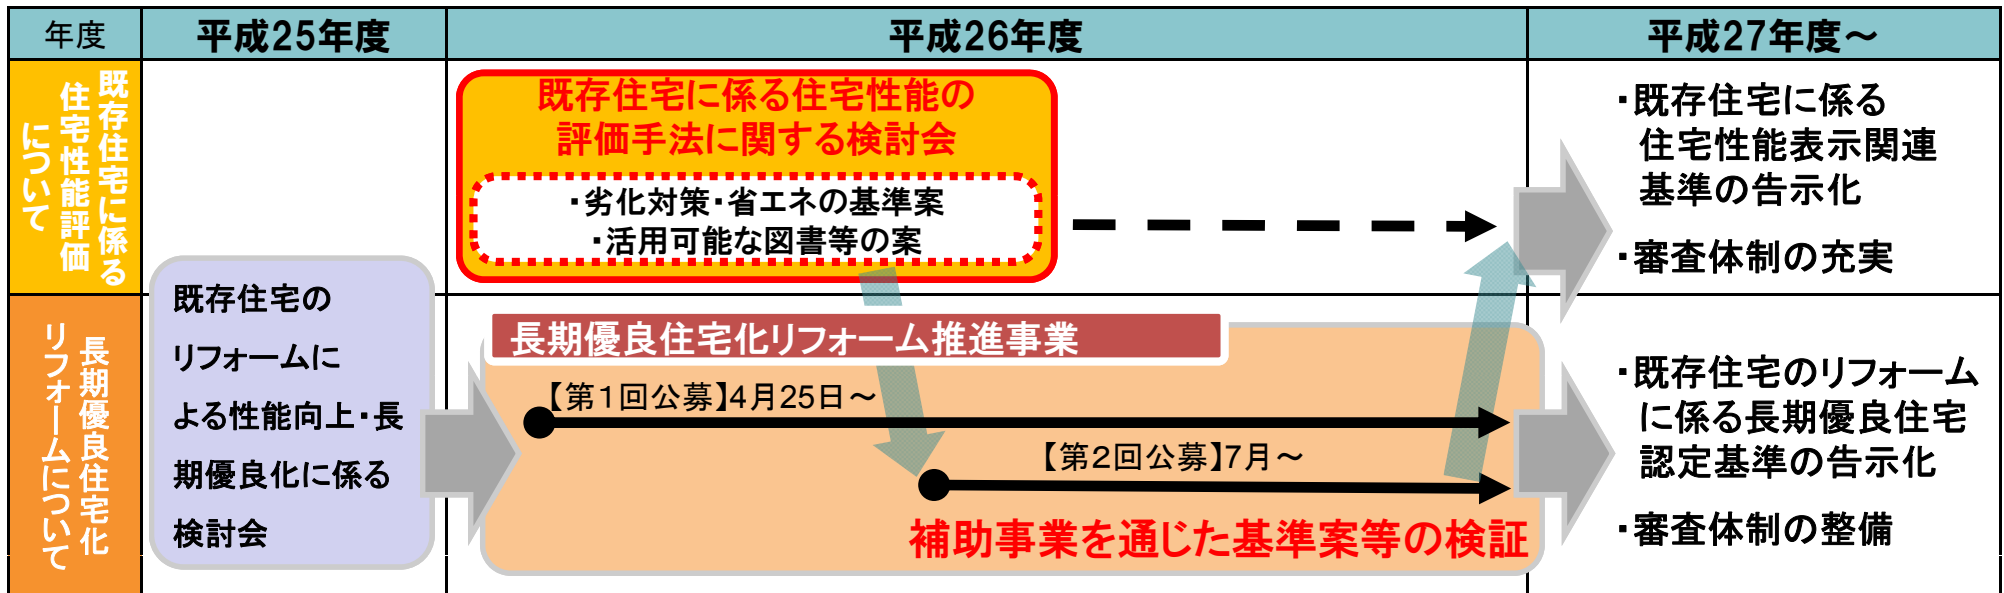 年度
平成25年度
平成26年度
平成27年度～
既存住宅に係る
住宅性能評価
について
既存住宅に係る住宅性能の
評価手法に関する検討会
・劣化対策・省エネの基準案
・活用可能な図書等の案
・既存住宅に係る
住宅性能表示関連
基準の告示化
・審査体制の充実
長期優良住宅化
リフォームについて
既存住宅の
リフォームに
よる性能向上・長
期優良化に係る
検討会
長期優良住宅化リフォーム推進事業
【第１回公募】4月25日～
【第２回公募】7月～
補助事業を通じた基準案等の検証
・既存住宅のリフォーム
に係る長期優良住宅
認定基準の告示化
・審査体制の整備